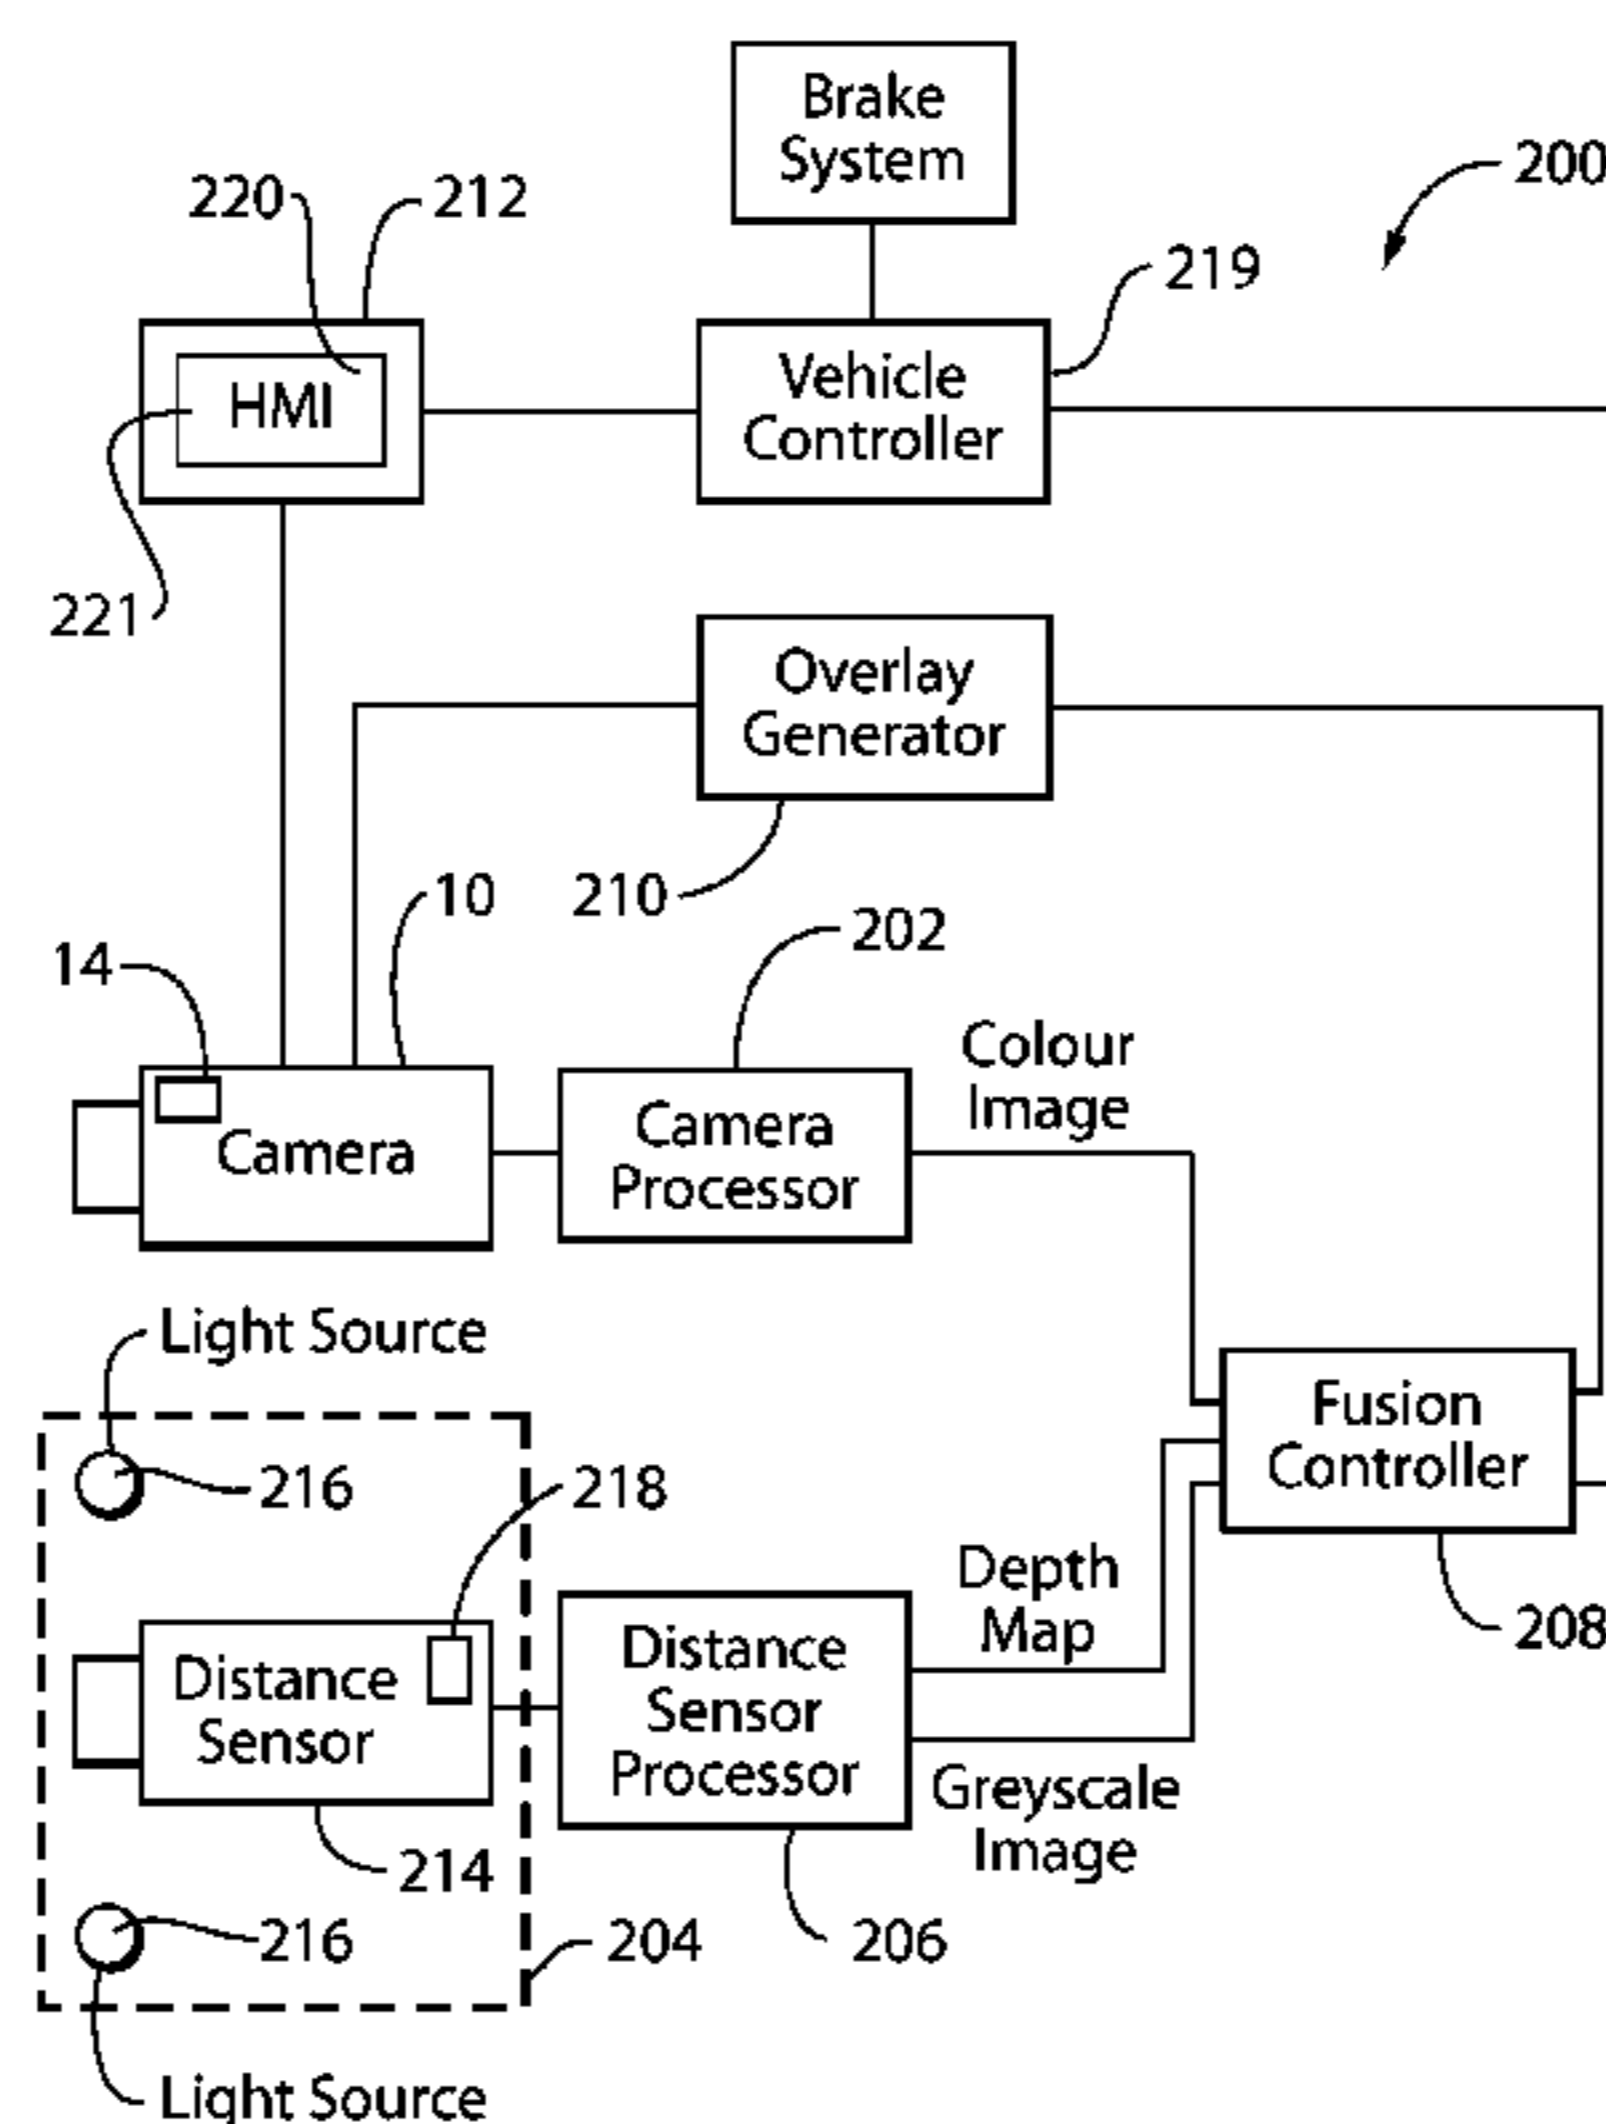 Brake
System
200
220
212
219
HMI
Vehicle
Controller
221
Overlay
Generator
10
210
202
14
Colour
Image
Camera
Camera
Processor
Light Source
Fusion
Controller
216
218
Depth
Map
208
Distance
Sensor
Distance
Sensor
Processor
Greyscale
Image
214
216
204
206
Light Source